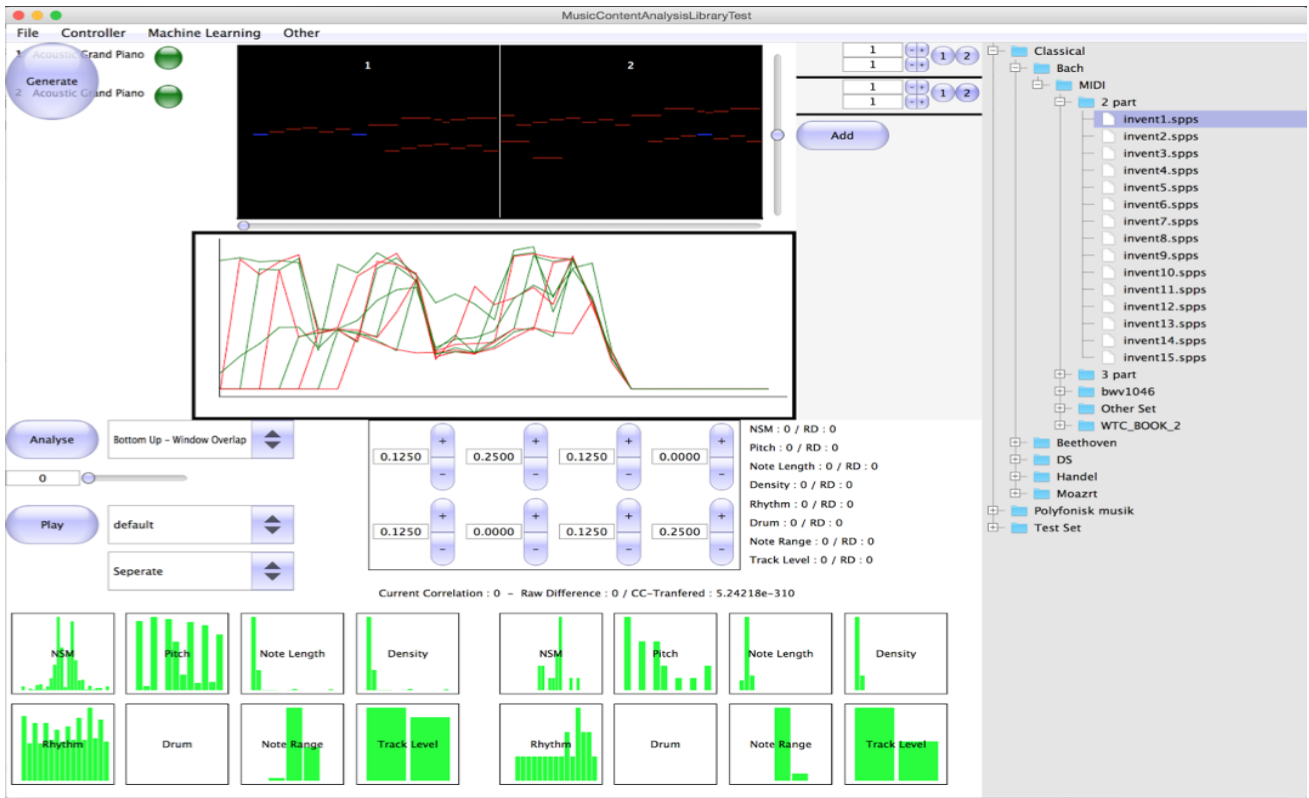 MusicContentAnalysisLibraryTest
File Controller Machine Learning Other
1 Acoustic Grand Piano
Generate
2 Acoustic Grand Piano
1 2
1 - + 1 2
1 - +
1 - + 1 2
1 - +
Add
Classical
Bach
MIDI
2 part
invent1.spps
invent2.spps
invent3.spps
invent4.spps
invent5.spps
invent6.spps
invent7.spps
invent8.spps
invent9.spps
invent10.spps
invent11.spps
invent12.spps
invent13.spps
invent14.spps
invent15.spps
3 part
bwv1046
Other Set
WTC_BOOK_2
Beethoven
DS
Handel
Moazrt
Polyfonisk musik
Test Set
Analyse
Bottom Up - Window Overlap
0
Play
default
Seperate
+ + + +
0.1250 0.2500 0.1250 0.0000
- - - -
+ + + +
0.1250 0.0000 0.1250 0.2500
- - - -
NSM : 0 / RD : 0
Pitch : 0 / RD : 0
Note Length : 0 / RD : 0
Density : 0 / RD : 0
Rhythm : 0 / RD : 0
Drum : 0 / RD : 0
Note Range : 0 / RD : 0
Track Level : 0 / RD : 0
Current Correlation : 0 - Raw Difference : 0 / CC-Tranfered : 5.24218e-310
NSM Pitch Note Length Density NSM Pitch Note Length Density
Rhythm Drum Note Range Track Level Rhythm Drum Note Range Track Level